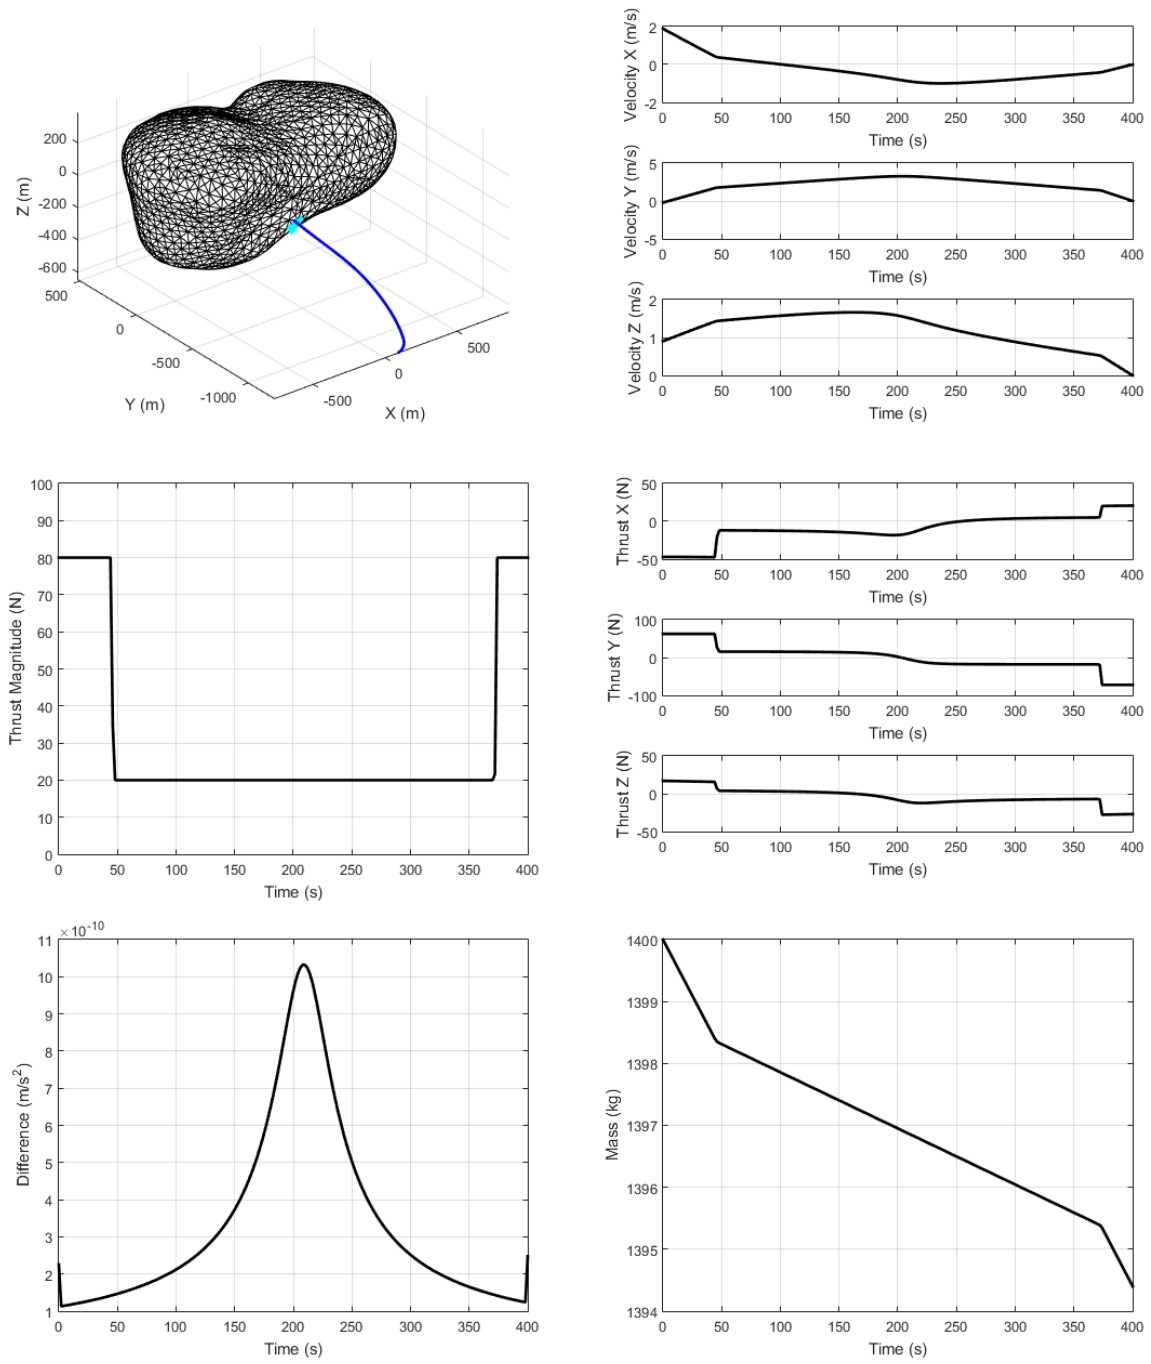 200
0
-200
-400
-600
Z (m)
500
0
-500
-1000
Y (m)
-500
0
500
X (m)
2
0
-2
Velocity X (m/s)
0 50 100 150 200 250 300 350 400
Time (s)
5
0
-5
Velocity Y (m/s)
0 50 100 150 200 250 300 350 400
Time (s)
2
1
0
Velocity Z (m/s)
0 50 100 150 200 250 300 350 400
Time (s)
100
90
80
70
60
50
40
30
20
10
0
Thrust Magnitude (N)
0 50 100 150 200 250 300 350 400
Time (s)
50
0
-50
Thrust X (N)
0 50 100 150 200 250 300 350 400
Time (s)
100
0
-100
Thrust Y (N)
0 50 100 150 200 250 300 350 400
Time (s)
50
0
-50
Thrust Z (N)
0 50 100 150 200 250 300 350 400
Time (s)
×10⁻¹⁰
11
10
9
8
7
6
5
4
3
2
1
Difference (m/s²)
0 50 100 150 200 250 300 350 400
Time (s)
1400
1399
1398
1397
1396
1395
1394
Mass (kg)
0 50 100 150 200 250 300 350 400
Time (s)